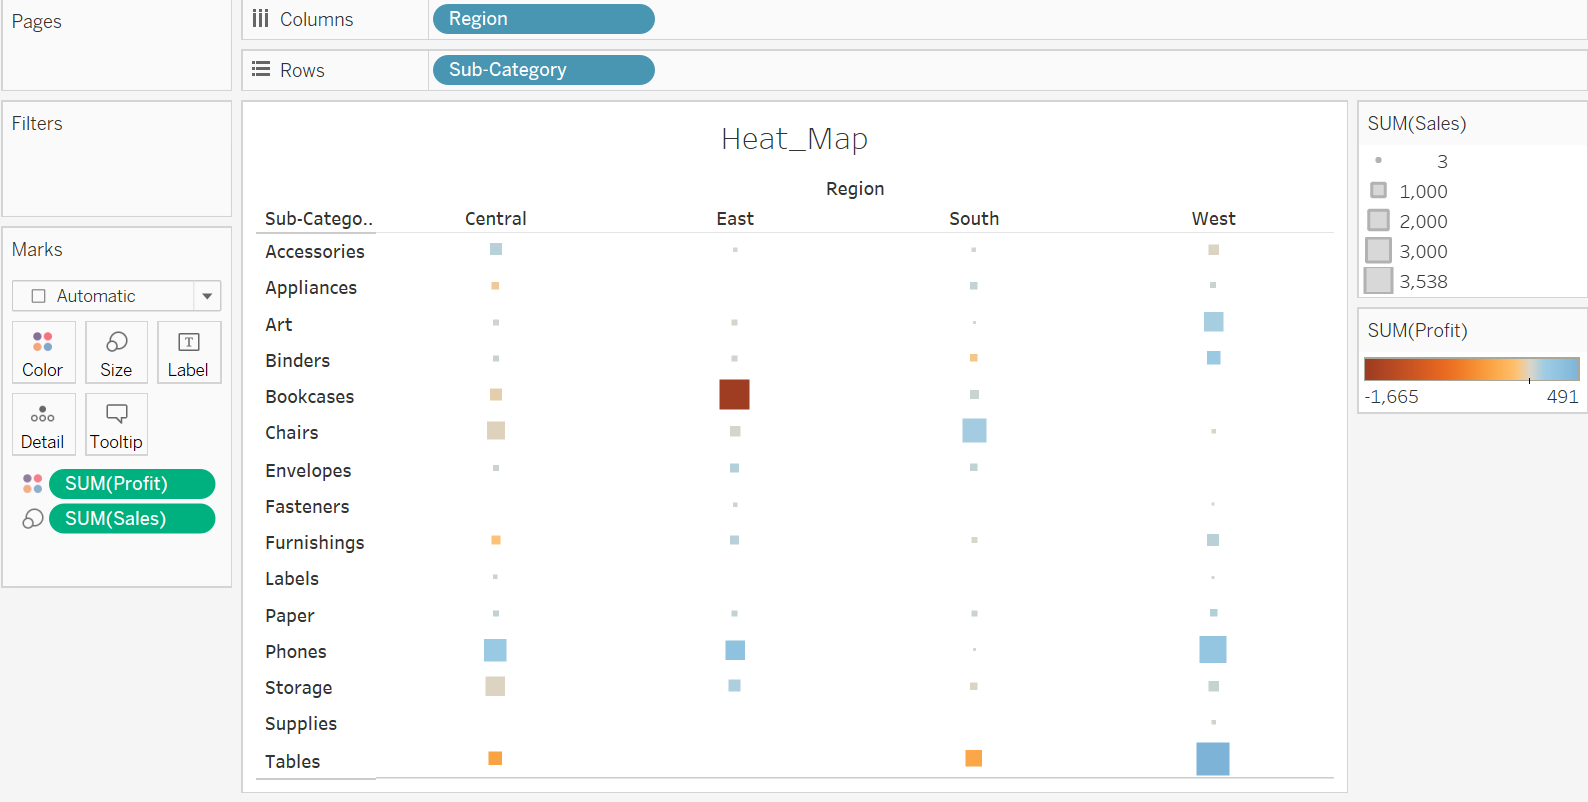 Pages
Columns
Region
Rows
Sub-Category
Filters
Marks
Automatic
Color
Size
Label
Detail
Tooltip
SUM(Profit)
SUM(Sales)
Heat_Map
Region
Sub-Catego.. Central East South West
Accessories
Appliances
Art
Binders
Bookcases
Chairs
Envelopes
Fasteners
Furnishings
Labels
Paper
Phones
Storage
Supplies
Tables
SUM(Sales)
3
1,000
2,000
3,000
3,538
SUM(Profit)
-1,665 491